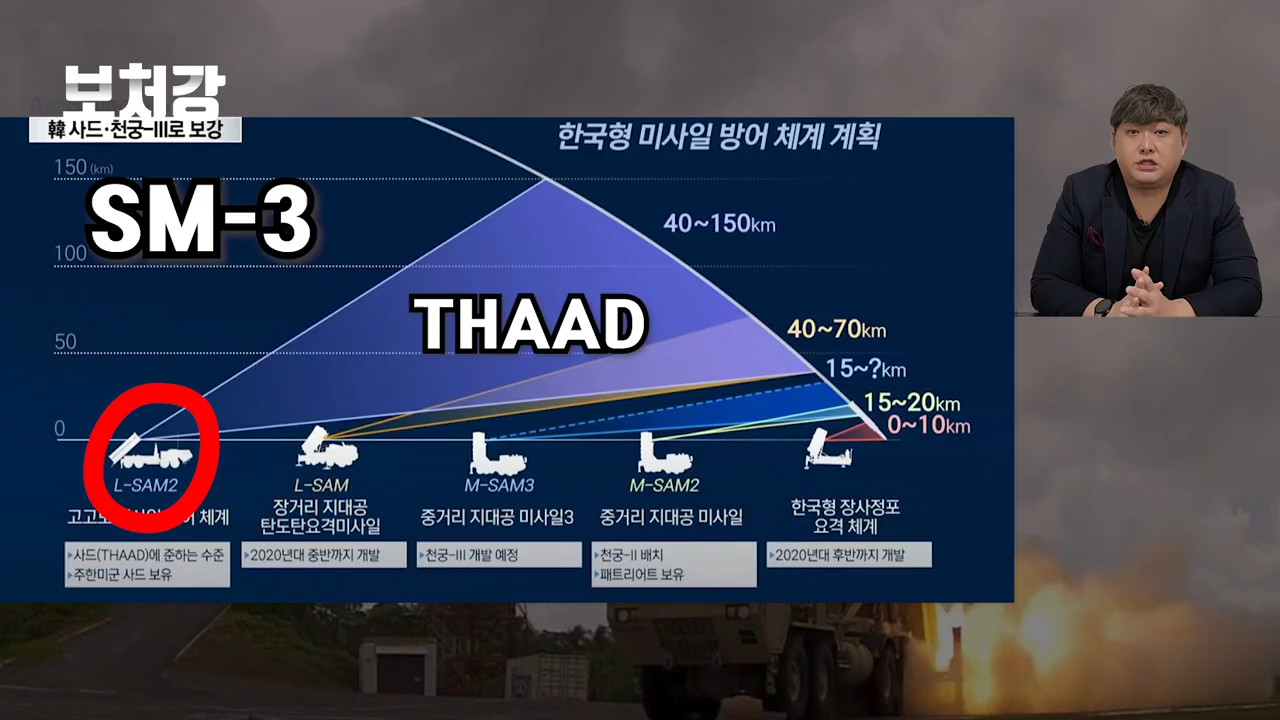 보처강
韓 사드·천궁-III로 보강
한국형 미사일 방어 체계 계획
150 (km)
SM-3
40~150km
100
THAAD
40~70km
50
15~?km
15~20km
0
0~10km
L-SAM2
L-SAM
M-SAM3
M-SAM2
고고도 체계
장거리 지대공
탄도탄요격미사일
중거리 지대공 미사일3
중거리 지대공 미사일
한국형 장사정포
요격 체계
▸사드(THAAD)에 준하는 수준
▸주한미군 사드 보유
▸2020년대 중반까지 개발
▸천궁-III 개발 예정
▸천궁-II 배치
▸패트리어트 보유
▸2020년대 후반까지 개발